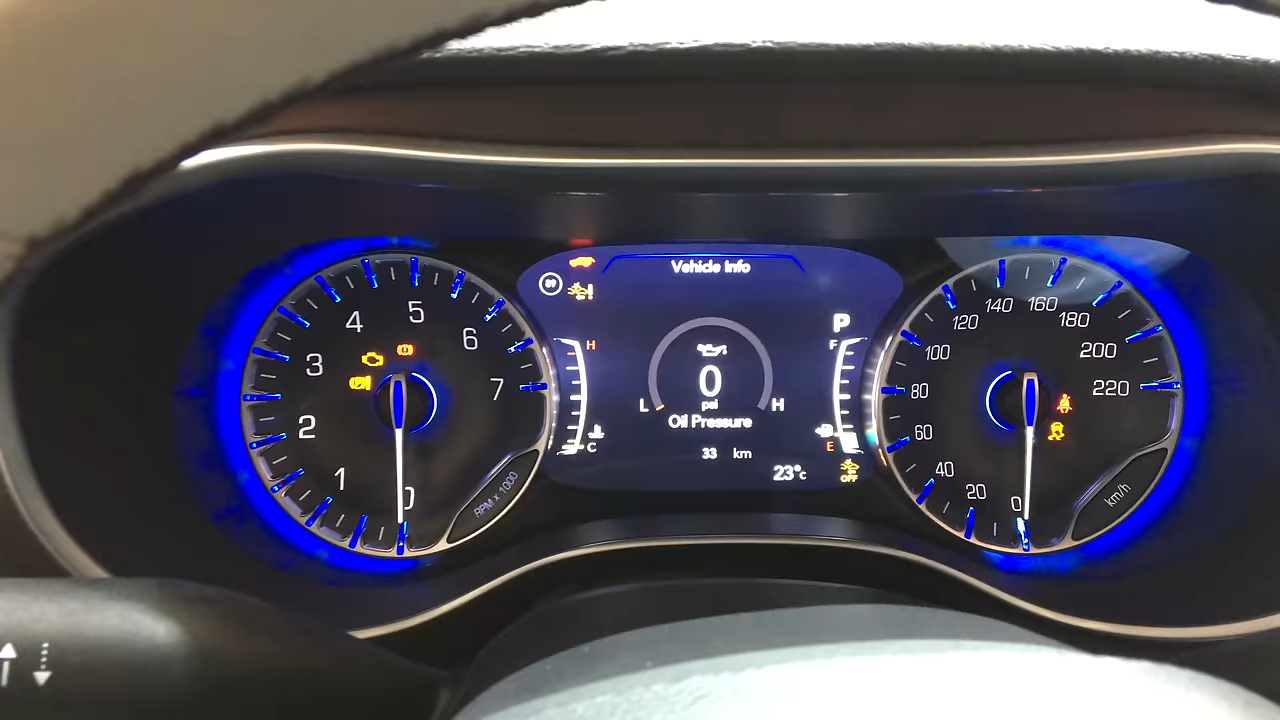 Vehicle Info
P
H
C
F
E
0
psi
L
H
Oil Pressure
33 km
23°C
OFF
0
1
2
3
4
5
6
7
RPM x 1000
0
20
40
60
80
100
120
140
160
180
200
220
km/h